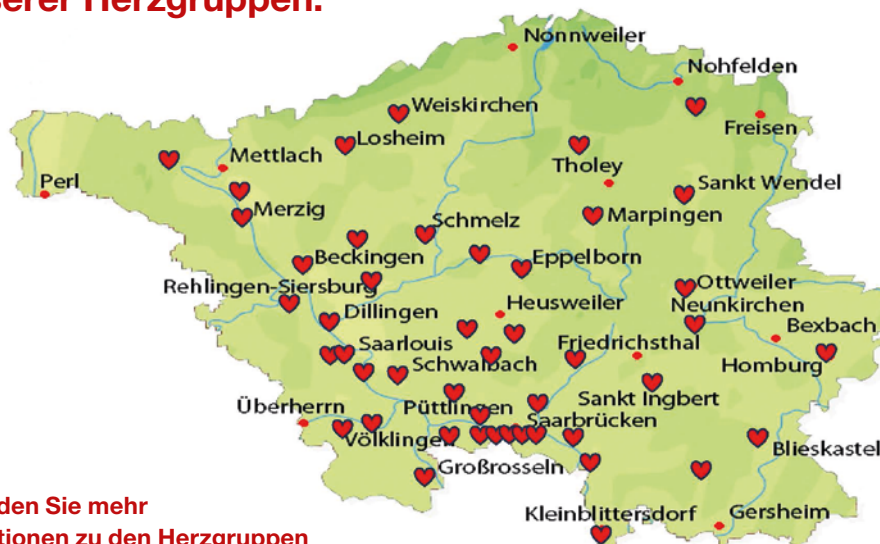 serer Herzgruppen.
Nonnweiler
Nohfelden
Weiskirchen
Freisen
Losheim
Mettlach
Tholey
Perl
Sankt Wendel
Merzig
Marpingen
Schmelz
Beckingen
Eppelborn
Rehlingen-Siersburg
Ottweiler
Heusweiler
Neunkirchen
Dillingen
Bexbach
Saarlouis
Friedrichsthal
Schwalbach
Homburg
Sankt Ingbert
Überherrn
Püttlingen
Saarbrücken
Völklingen
Blieskastel
Großrosseln
den Sie mehr
Kleinblittersdorf
Gersheim
tionen zu den Herzgruppen